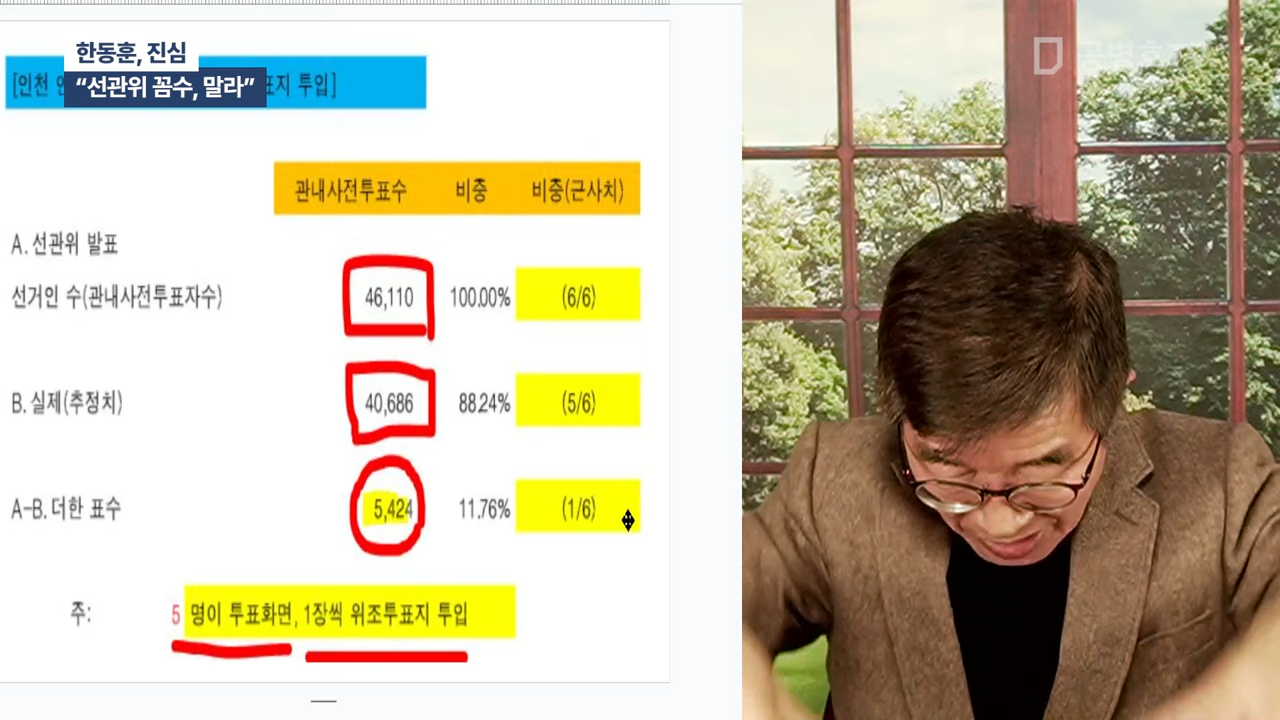 한동훈, 진심
“선관위 꼼수, 말라”
[인천 표지 투입]
관내사전투표수 비중 비중(근사치)
A. 선관위 발표
선거인 수(관내사전투표자수) 46,110 100.00% (6/6)
B. 실제(추정치) 40,686 88.24% (5/6)
A-B. 더한 표수 5,424 11.76% (1/6)
주: 5 명이 투표화면, 1장씩 위조투표지 투입